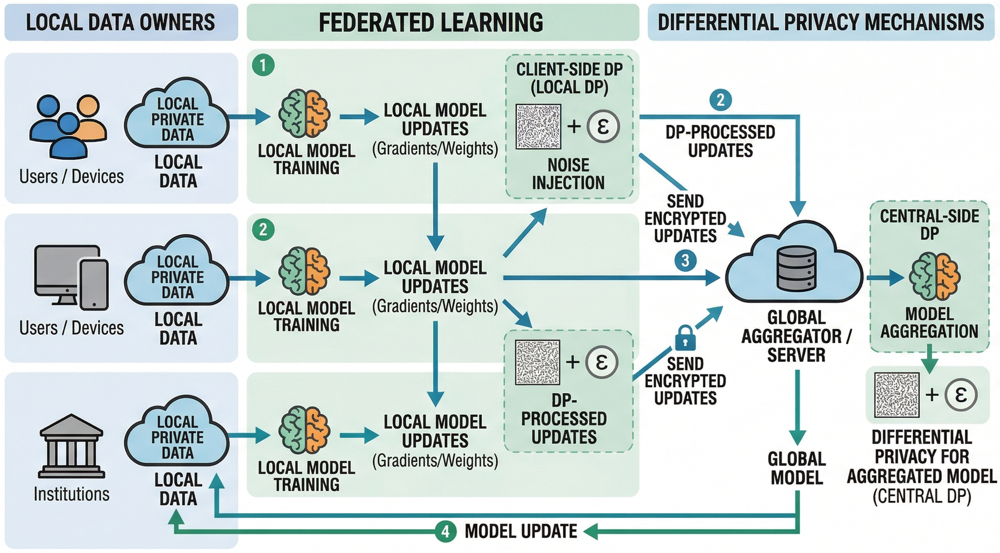 LOCAL DATA OWNERS
FEDERATED LEARNING
DIFFERENTIAL PRIVACY MECHANISMS
Users / Devices
LOCAL
PRIVATE
DATA
LOCAL
DATA
1
LOCAL MODEL
TRAINING
LOCAL MODEL
UPDATES
(Gradients/Weights)
CLIENT-SIDE DP
(LOCAL DP)
+ ε
NOISE
INJECTION
2
DP-PROCESSED
UPDATES
SEND
ENCRYPTED
UPDATES
Users / Devices
LOCAL
PRIVATE
DATA
LOCAL
DATA
2
LOCAL MODEL
TRAINING
LOCAL MODEL
UPDATES
(Gradients/Weights)
3
GLOBAL
AGGREGATOR /
SERVER
CENTRAL-SIDE
DP
MODEL
AGGREGATION
+ ε
DP-
PROCESSED
UPDATES
SEND
ENCRYPTED
UPDATES
+ ε
DIFFERENTIAL
PRIVACY FOR
AGGREGATED MODEL
(CENTRAL DP)
Institutions
LOCAL
PRIVATE
DATA
LOCAL
DATA
LOCAL MODEL
TRAINING
LOCAL MODEL
UPDATES
(Gradients/Weights)
GLOBAL
MODEL
4 MODEL UPDATE